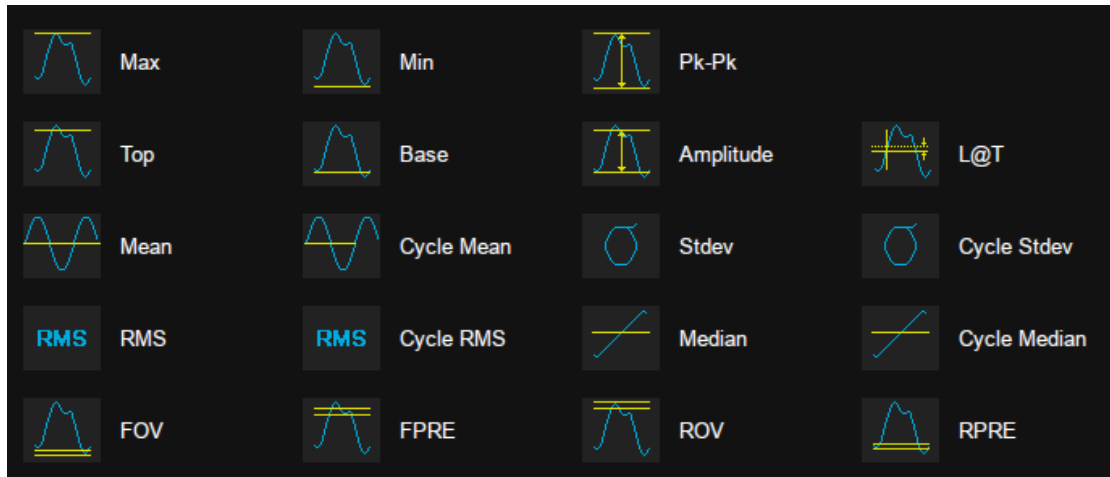 Max Min Pk-Pk
Top Base Amplitude L@T
Mean Cycle Mean Stdev Cycle Stdev
RMS RMS RMS Cycle RMS Median Cycle Median
FOV FPRE ROV RPRE